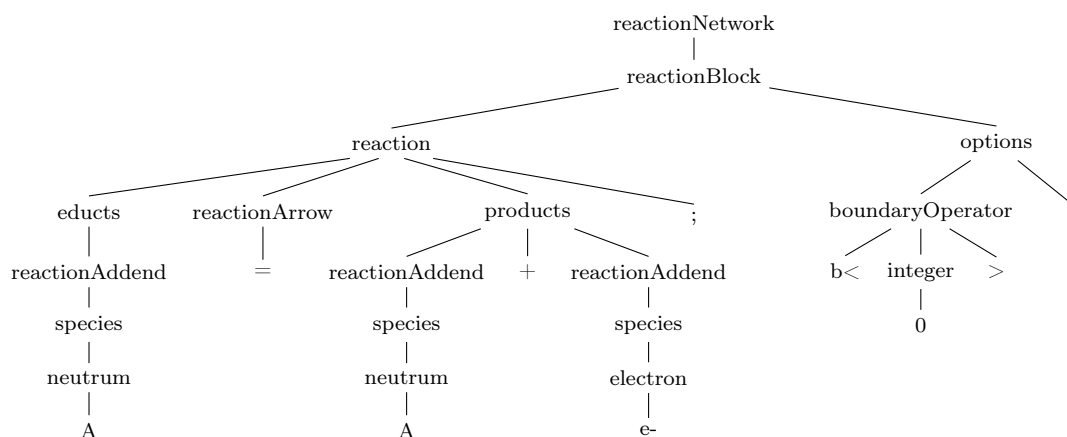 reactionNetwork
reactionBlock
reaction options
educts reactionArrow products ; boundaryOperator
reactionAddend = reactionAddend + reactionAddend b< integer >
species species species 0
neutrum neutrum electron
A A e-